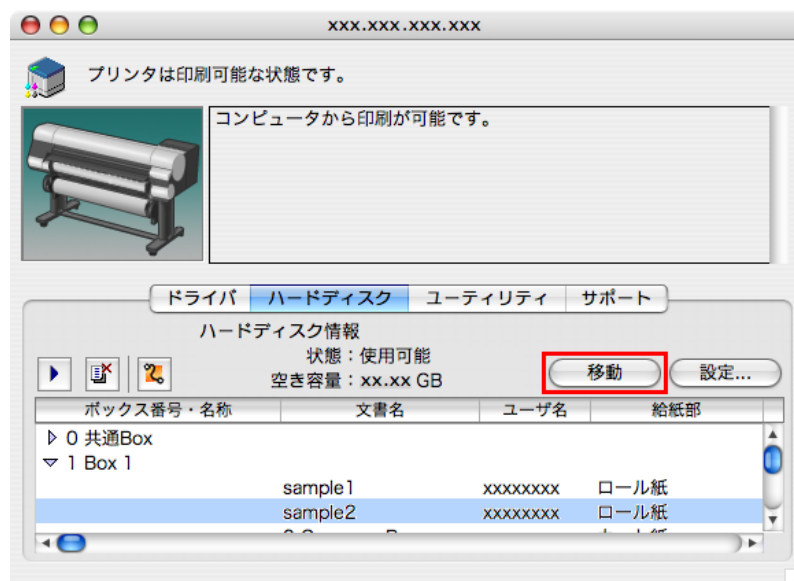 xxx.xxx.xxx.xxx
プリンタは印刷可能な状態です。
コンピュータから印刷が可能です。
ドライバ ハードディスク ユーティリティ サポート
ハードディスク情報
状態：使用可能
空き容量：xx.xx GB
移動 設定...
ボックス番号・名称 文書名 ユーザ名 給紙部
0 共通Box
1 Box 1
sample1 xxxxxxxx ロール紙
sample2 xxxxxxxx ロール紙